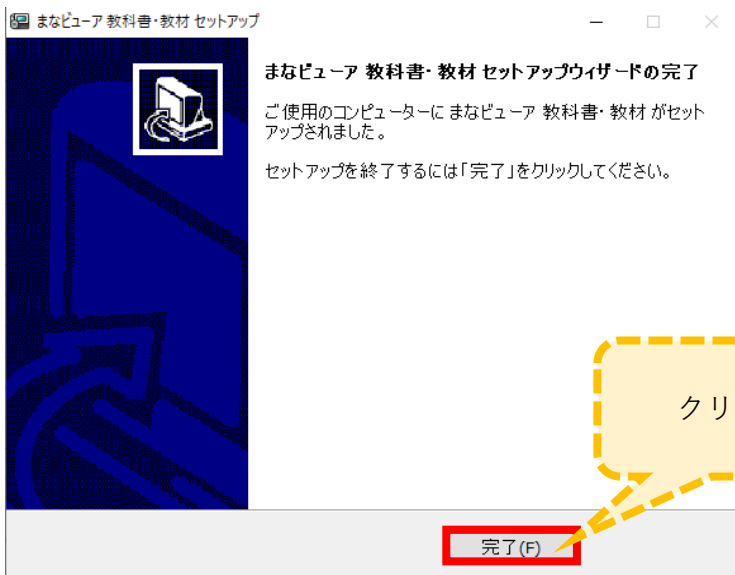 まなビューア 教科書・教材 セットアップ
まなビューア 教科書・教材 セットアップウィザードの完了
ご使用のコンピューターに まなビューア 教科書・教材 がセット
アップされました。
セットアップを終了するには「完了」をクリックしてください。
クリ
完了(F)